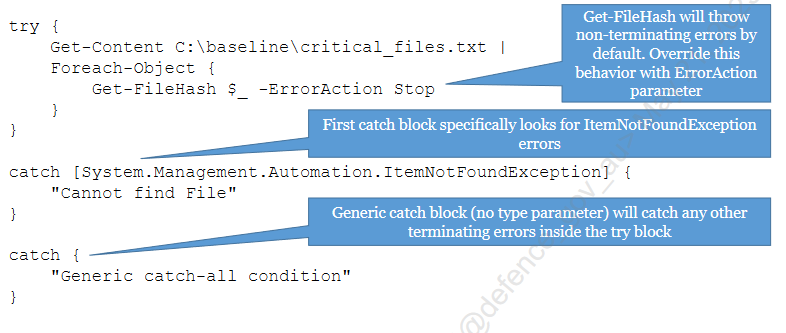 try {
Get-Content C:\baseline\critical_files.txt |
Foreach-Object {
Get-FileHash $_ -ErrorAction Stop
}
}
catch [System.Management.Automation.ItemNotFoundException] {
"Cannot find File"
}
catch {
"Generic catch-all condition"
}
Get-FileHash will throw
non-terminating errors by
default. Override this
behavior with ErrorAction
parameter
First catch block specifically looks for ItemNotFoundException
errors
Generic catch block (no type parameter) will catch any other
terminating errors inside the try block